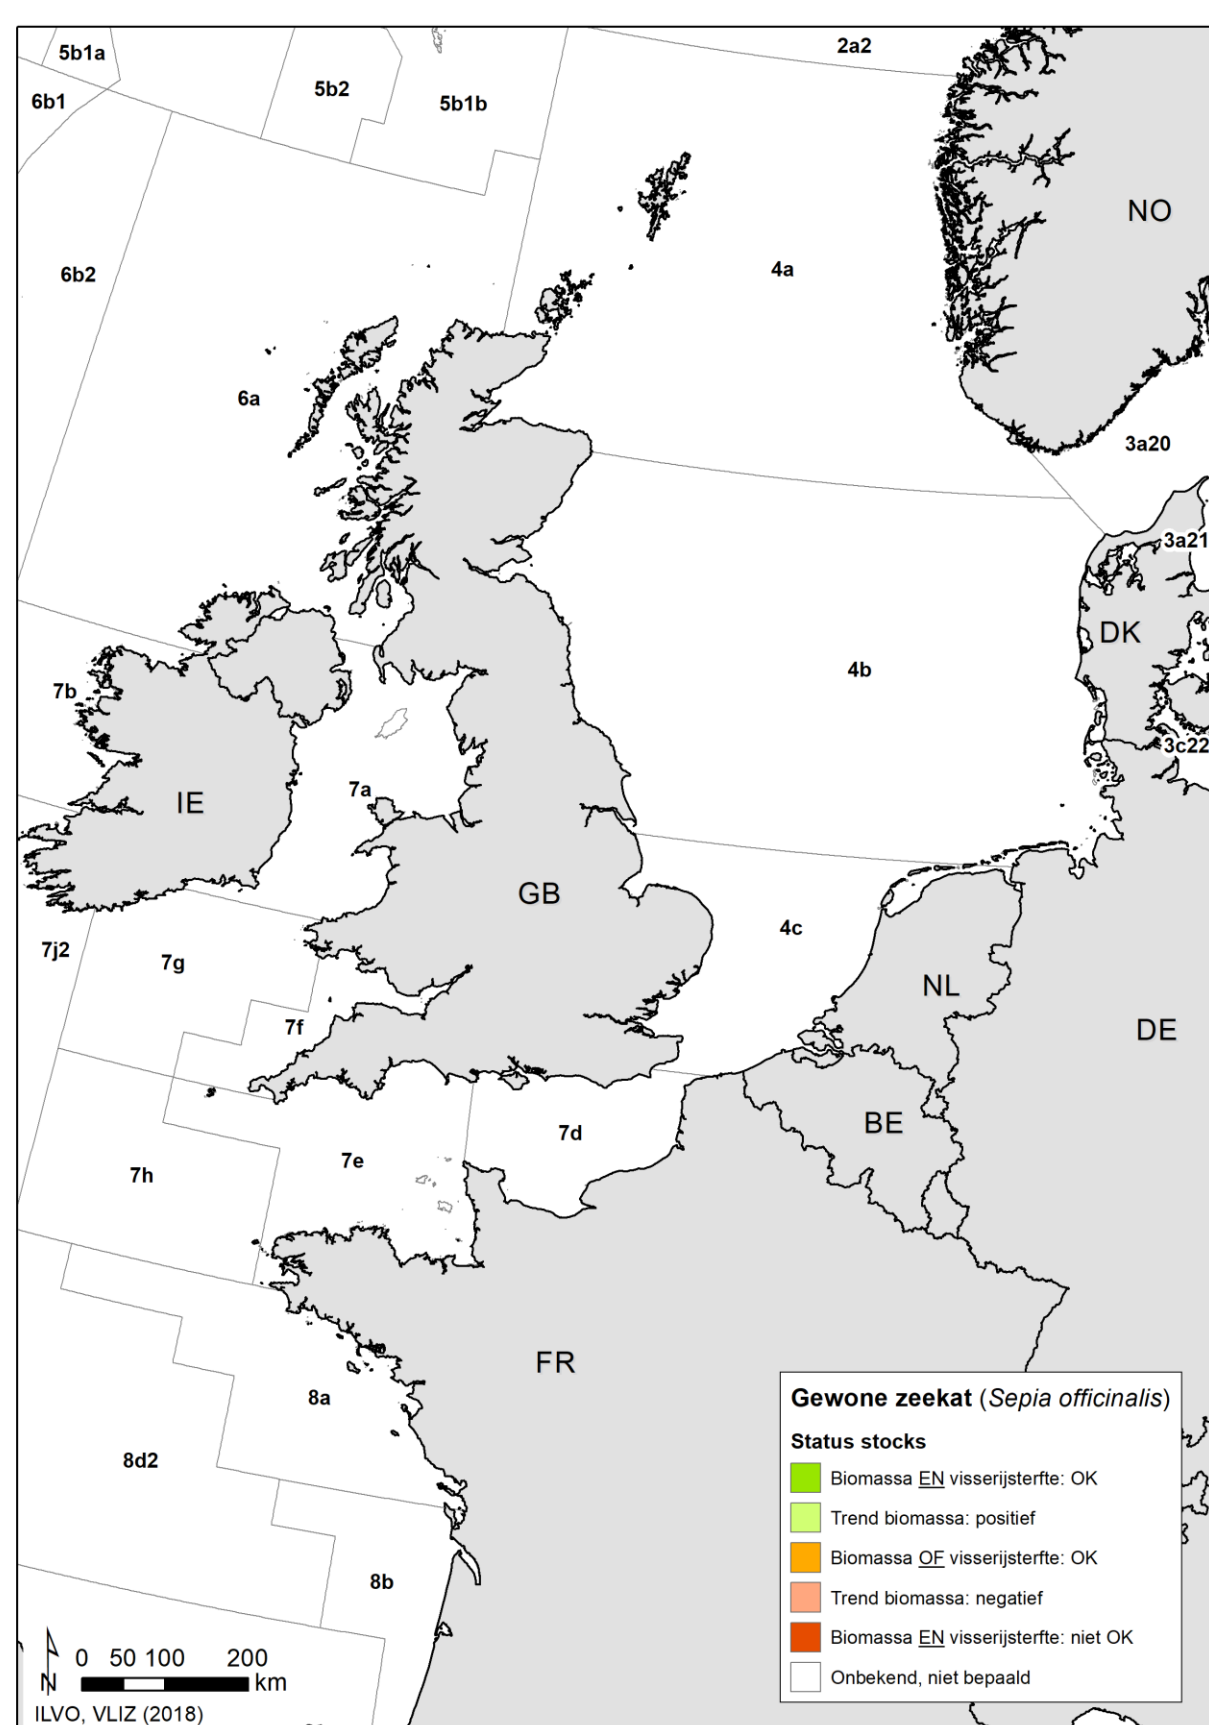 2a2
5b1a
5b2
6b1
5b1b
NO
4a
6b2
6a
3a20
3a21
DK
4b
7b
3c22
7a
IE
GB
4c
7j2
7g
NL
7f
DE
BE
7d
7e
7h
FR
8a
8d2
8b
Gewone zeekat (Sepia officinalis)
Status stocks
Biomassa EN visserijsterfte: OK
Trend biomassa: positief
Biomassa OF visserijsterfte: OK
Trend biomassa: negatief
Biomassa EN visserijsterfte: niet OK
Onbekend, niet bepaald
N
0 50 100 200
km
ILVO, VLIZ (2018)